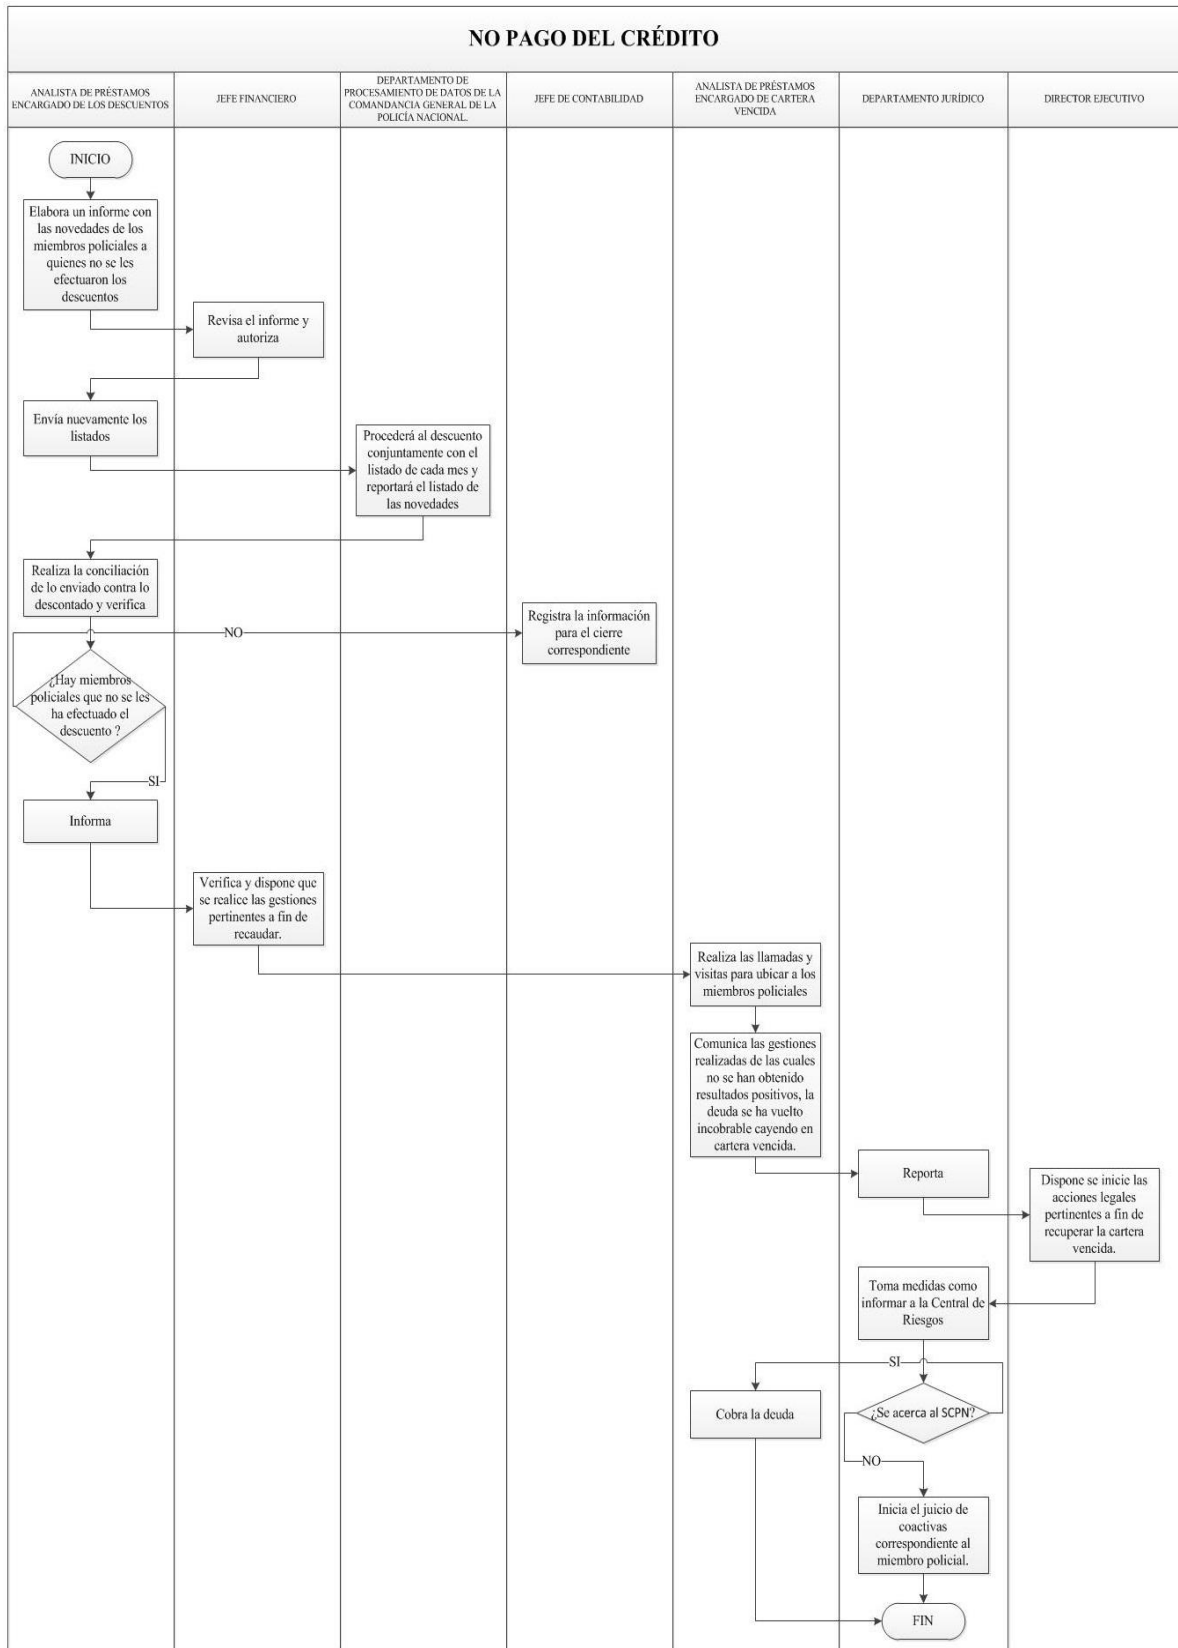 NO PAGO DEL CRÉDITO
ANALISTA DE PRÉSTAMOS
ENCARGADO DE LOS DESCUENTOS
JEFE FINANCIERO
DEPARTAMENTO DE
PROCESAMIENTO DE DATOS DE LA
COMANDANCIA GENERAL DE LA
POLICÍA NACIONAL.
JEFE DE CONTABILIDAD
ANALISTA DE PRÉSTAMOS
ENCARGADO DE CARTERA
VENCIDA
DEPARTAMENTO JURÍDICO
DIRECTOR EJECUTIVO
INICIO
Elabora un informe con
las novedades de los
miembros policiales a
quienes no se les
efectuaron los
descuentos
Revisa el informe y
autoriza
Envía nuevamente los
listados
Procederá al descuento
conjuntamente con el
listado de cada mes y
reportará el listado de
las novedades
Realiza la conciliación
de lo enviado contra lo
descontado y verifica
NO
Registra la información
para el cierre
correspondiente
¿Hay miembros
policiales que no se les
ha efectuado el
descuento ?
SI
Informa
Verifica y dispone que
se realice las gestiones
pertinentes a fin de
recaudar.
Realiza las llamadas y
visitas para ubicar a los
miembros policiales
Comunica las gestiones
realizadas de las cuales
no se han obtenido
resultados positivos, la
deuda se ha vuelto
incobrable cayendo en
cartera vencida.
Reporta
Dispone se inicie las
acciones legales
pertinentes a fin de
recuperar la cartera
vencida.
Toma medidas como
informar a la Central de
Riesgos
SI
Cobra la deuda
¿Se acerca al SCPN?
NO
Inicia el juicio de
coactivas
correspondiente al
miembro policial.
FIN